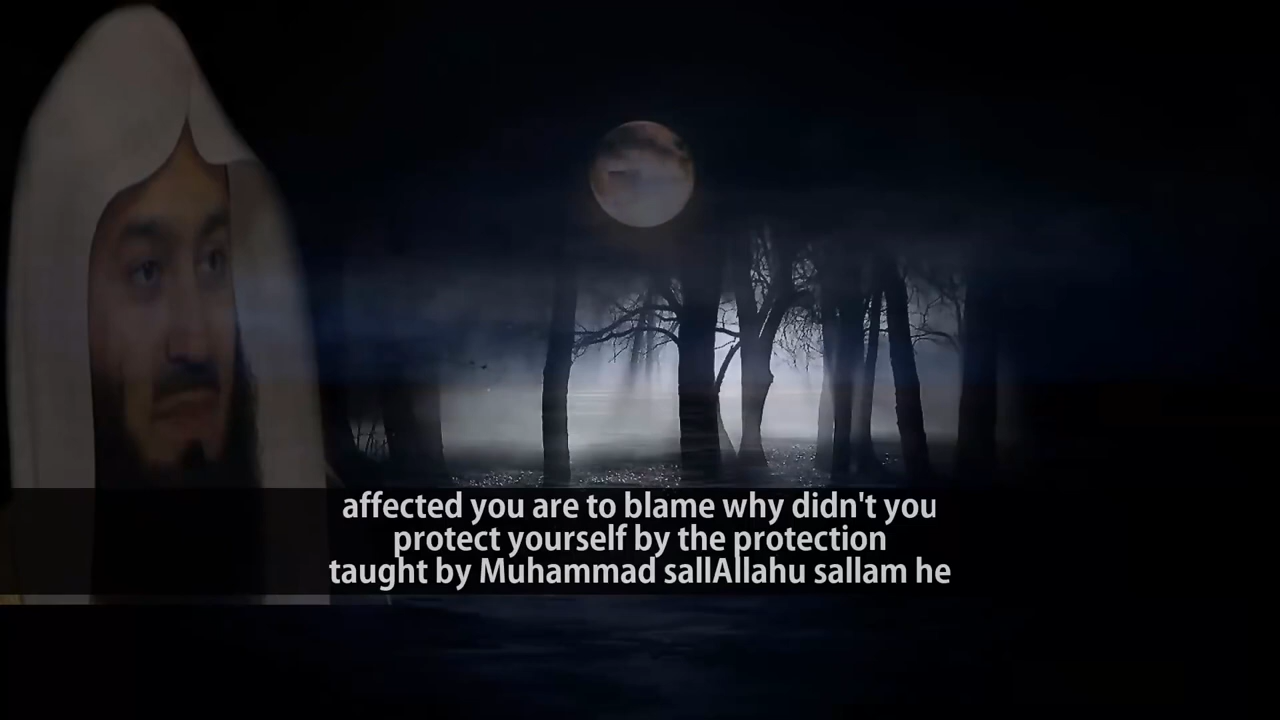 affected you are to blame why didn't you
protect yourself by the protection
taught by Muhammad sallAllahu sallam he